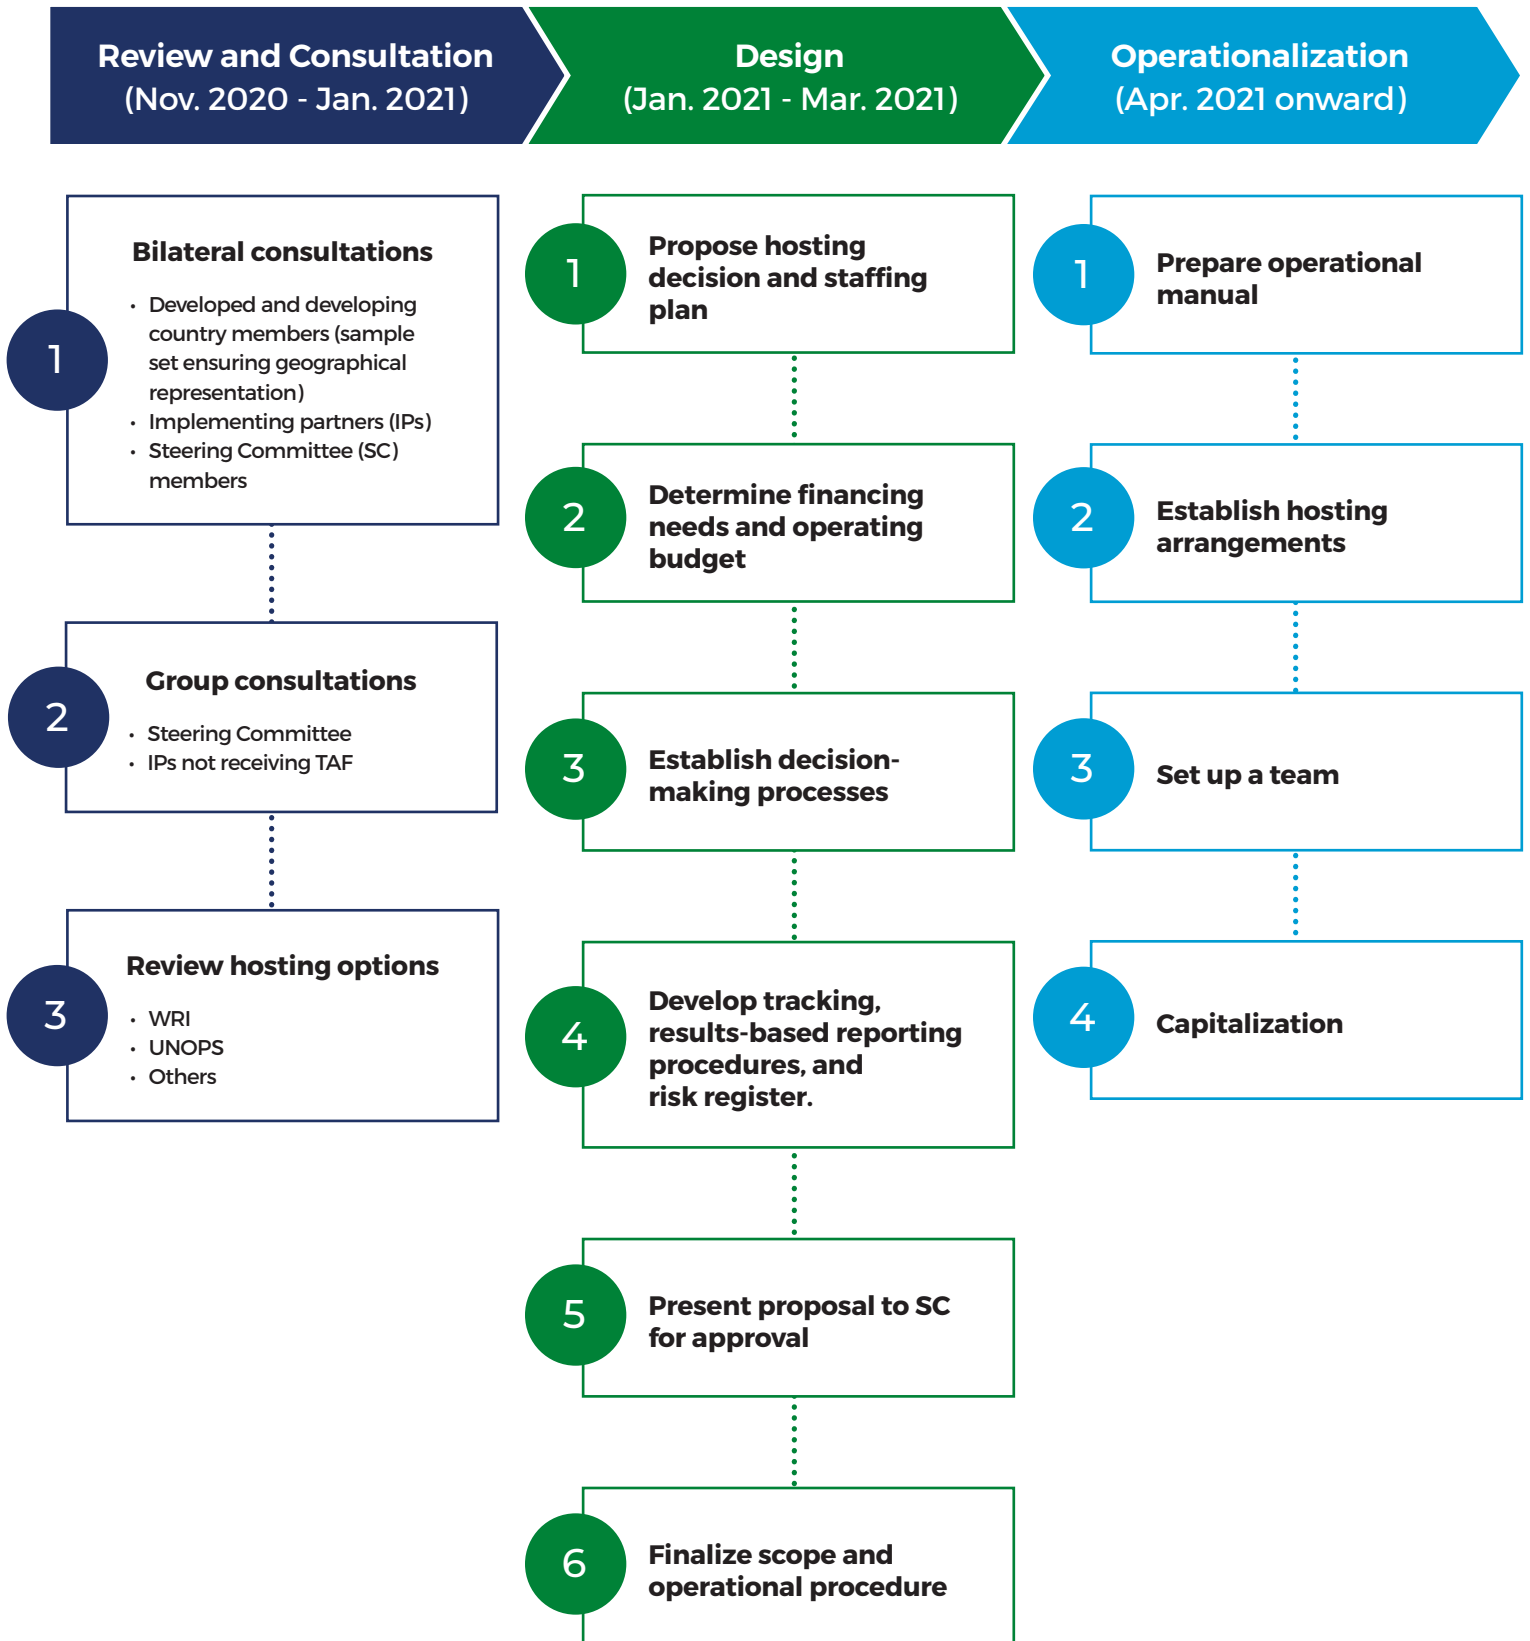 Review and Consultation
(Nov. 2020 - Jan. 2021)
Design
(Jan. 2021 - Mar. 2021)
Operationalization
(Apr. 2021 onward)
1
Bilateral consultations
• Developed and developing
country members (sample
set ensuring geographical
representation)
• Implementing partners (IPs)
• Steering Committee (SC)
members
2
Group consultations
• Steering Committee
• IPs not receiving TAF
3
Review hosting options
• WRI
• UNOPS
• Others
1
Propose hosting
decision and staffing
plan
2
Determine financing
needs and operating
budget
3
Establish decision-
making processes
4
Develop tracking,
results-based reporting
procedures, and
risk register.
5
Present proposal to SC
for approval
6
Finalize scope and
operational procedure
1
Prepare operational
manual
2
Establish hosting
arrangements
3
Set up a team
4
Capitalization